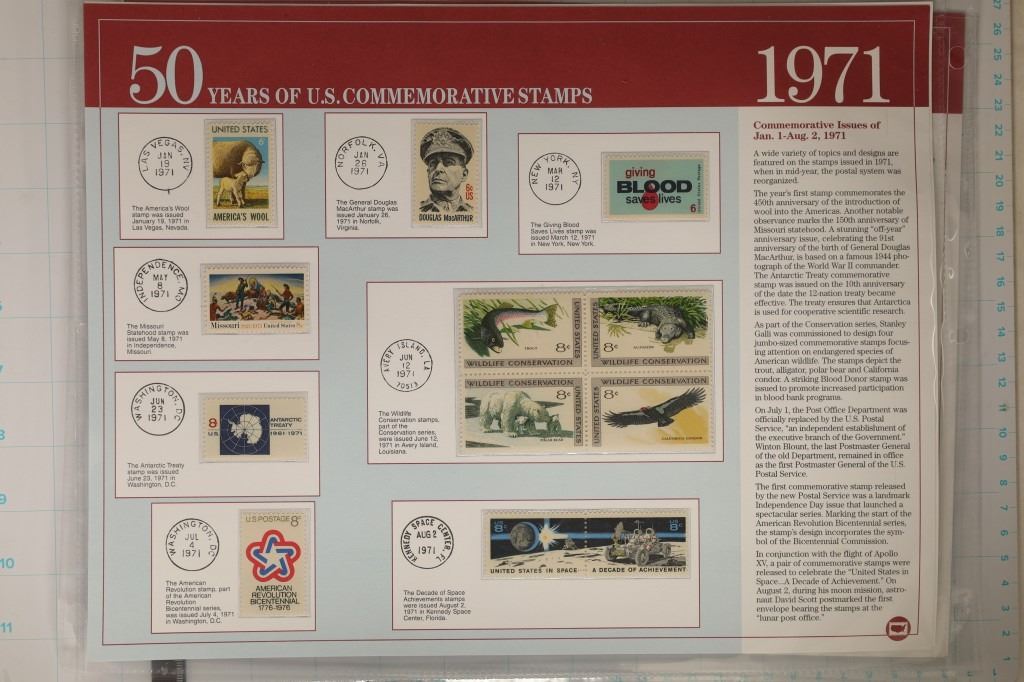 50 YEARS OF U.S. COMMEMORATIVE STAMPS
1971
LAS VEGAS, NV
JAN
19
1971
The America's Wool
stamp was issued
January 19, 1971 in
Las Vegas, Nevada.
UNITED STATES
6¢
AMERICA'S WOOL
NORFOLK, VA
JAN
26
1971
The General Douglas
MacArthur stamp was
issued January 26,
1971 in Norfolk,
Virginia.
6c
US
DOUGLAS MacARTHUR
NEW YORK, NY
MAR
12
1971
The Giving Blood
Saves Lives stamp was
issued March 12, 1971
in New York, New York.
giving
BLOOD
saves lives
6
United States Postage
INDEPENDENCE, MO
MAY
8
1971
The Missouri
Statehood stamp was
issued May 8, 1971
in Independence,
Missouri.
Missouri 1821-1971 United States 8c
AVERY ISLAND, LA
JUN
12
1971
70513
The Wildlife
Conservation stamps,
part of the
Conservation series,
were issued June 12,
1971 in Avery Island,
Louisiana.
TROUT
8c
UNITED STATES
WILDLIFE CONSERVATION
UNITED STATES
8c
ALLIGATOR
WILDLIFE CONSERVATION
WILDLIFE CONSERVATION
8c
UNITED STATES
POLAR BEAR
WILDLIFE CONSERVATION
8c
UNITED STATES
CALIFORNIA CONDOR
WASHINGTON, DC
JUN
23
1971
The Antarctic Treaty
stamp was issued
June 23, 1971 in
Washington, D.C.
8
U.S.
ANTARCTIC
TREATY
1961-1971
WASHINGTON, DC
JUL
4
1971
The American
Revolution stamp, part
of the American
Revolution
Bicentennial series,
was issued July 4, 1971
in Washington, D.C.
U.S. POSTAGE 8c
AMERICAN
REVOLUTION
BICENTENNIAL
1776-1976
KENNEDY SPACE CENTER, FL
AUG 2
1971
The Decade of Space
Achievements stamps
were issued August 2,
1971 in Kennedy Space
Center, Florida.
US
8c
UNITED STATES IN SPACE...
US
8c
A DECADE OF ACHIEVEMENT
Commemorative Issues of
Jan. 1-Aug. 2, 1971
A wide variety of topics and designs are
featured on the stamps issued in 1971,
when in mid-year, the postal system was
reorganized.
The year's first stamp commemorates the
450th anniversary of the introduction of
wool into the Americas. Another notable
observance marks the 150th anniversary of
Missouri statehood. A stunning "off-year"
anniversary issue, celebrating the 91st
anniversary of the birth of General Douglas
MacArthur, is based on a famous 1944 pho-
tograph of the World War II commander.
The Antarctic Treaty commemorative
stamp was issued on the 10th anniversary
of the date the 12-nation treaty became
effective. The treaty ensures that Antarctica
is used for cooperative scientific research.
As part of the Conservation series, Stanley
Galli was commissioned to design four
jumbo-sized commemorative stamps focus-
ing attention on endangered species of
American wildlife. The stamps depict the
trout, alligator, polar bear and California
condor. A striking Blood Donor stamp was
issued to promote increased participation
in blood bank programs.
On July 1, the Post Office Department was
officially replaced by the U.S. Postal
Service, "an independent establishment of
the executive branch of the Government."
Winton Blount, the last Postmaster General
of the old Department, remained in office
as the first Postmaster General of the U.S.
Postal Service.
The first commemorative stamp released
by the new Postal Service was a landmark
Independence Day issue that launched a
spectacular series. Marking the start of the
American Revolution Bicentennial series,
the stamp's design incorporates the sym-
bol of the Bicentennial Commission.
In conjunction with the flight of Apollo
XV, a pair of commemorative stamps were
released to celebrate the "United States in
Space...A Decade of Achievement." On
August 2, during his moon mission, astro-
naut David Scott postmarked the first
envelope bearing the stamps at the
"lunar post office."